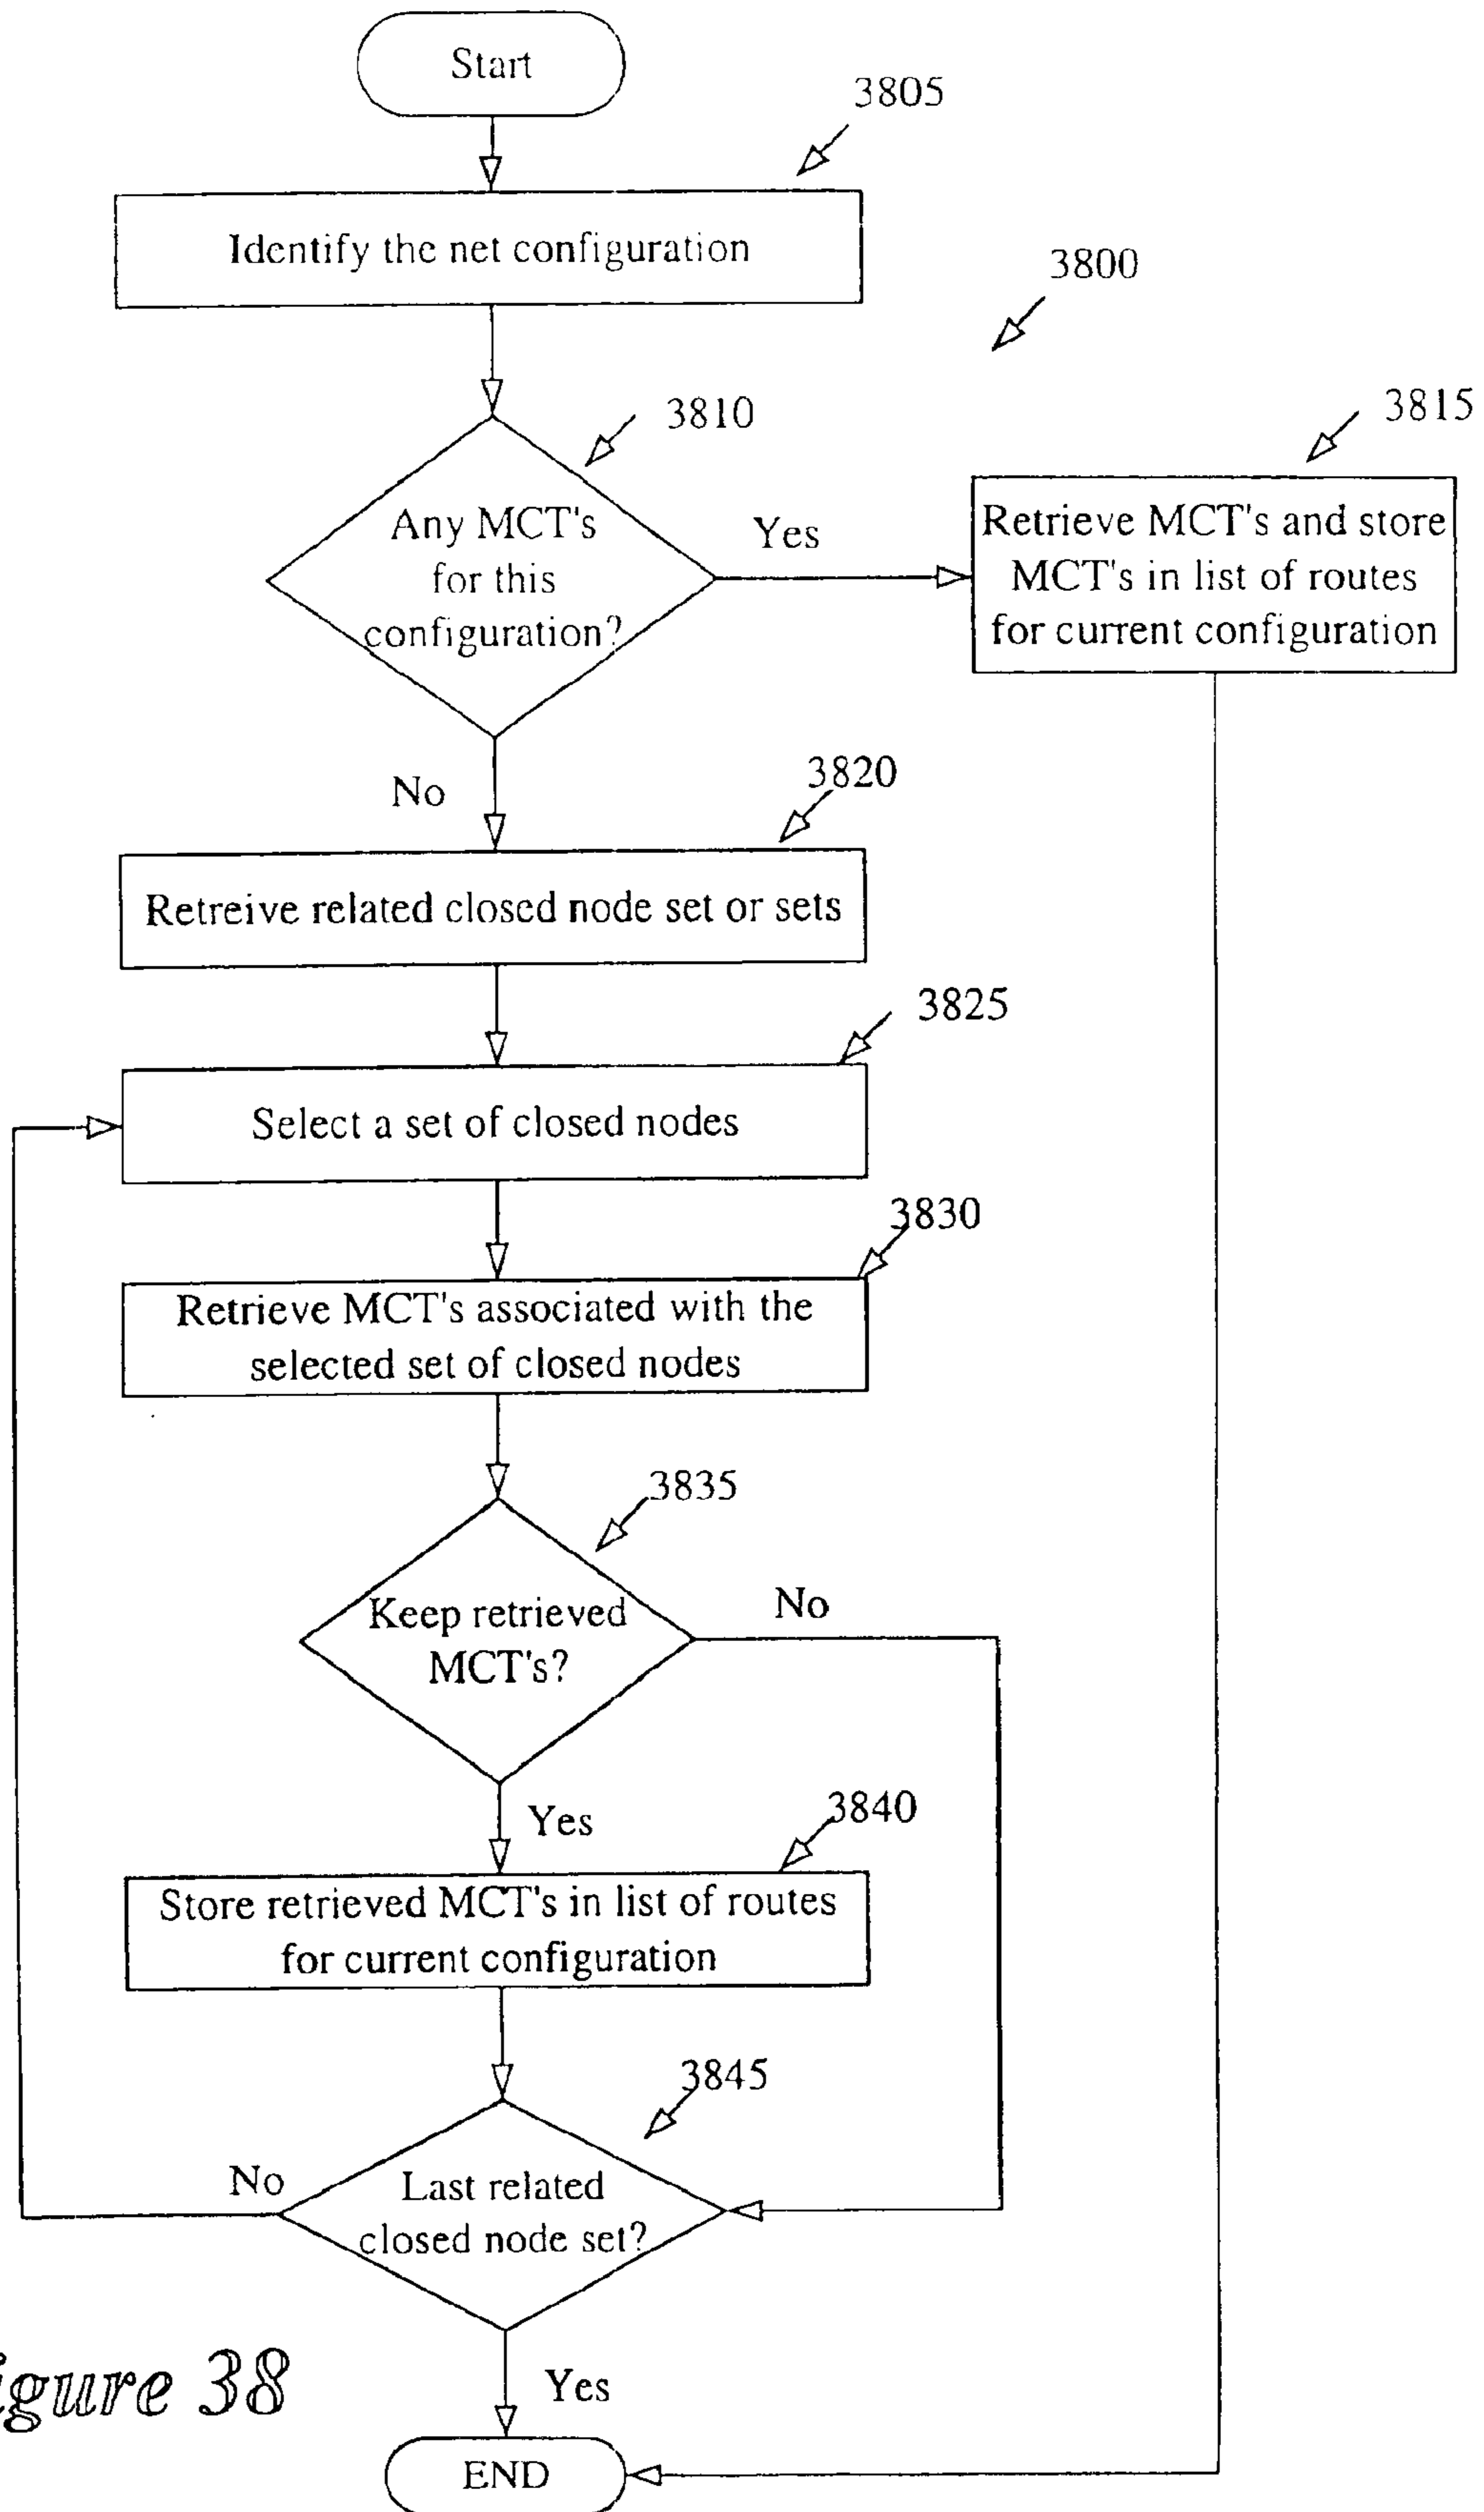 Start
3805
Identify the net configuration
3800
3810
3815
Any MCT's
for this
configuration?
Yes
Retrieve MCT's and store
MCT's in list of routes
for current configuration
No
3820
Retreive related closed node set or sets
3825
Select a set of closed nodes
3830
Retrieve MCT's associated with the
selected set of closed nodes
3835
Keep retrieved
MCT's?
No
Yes
3840
Store retrieved MCT's in list of routes
for current configuration
3845
No
Last related
closed node set?
Yes
igure 38
END